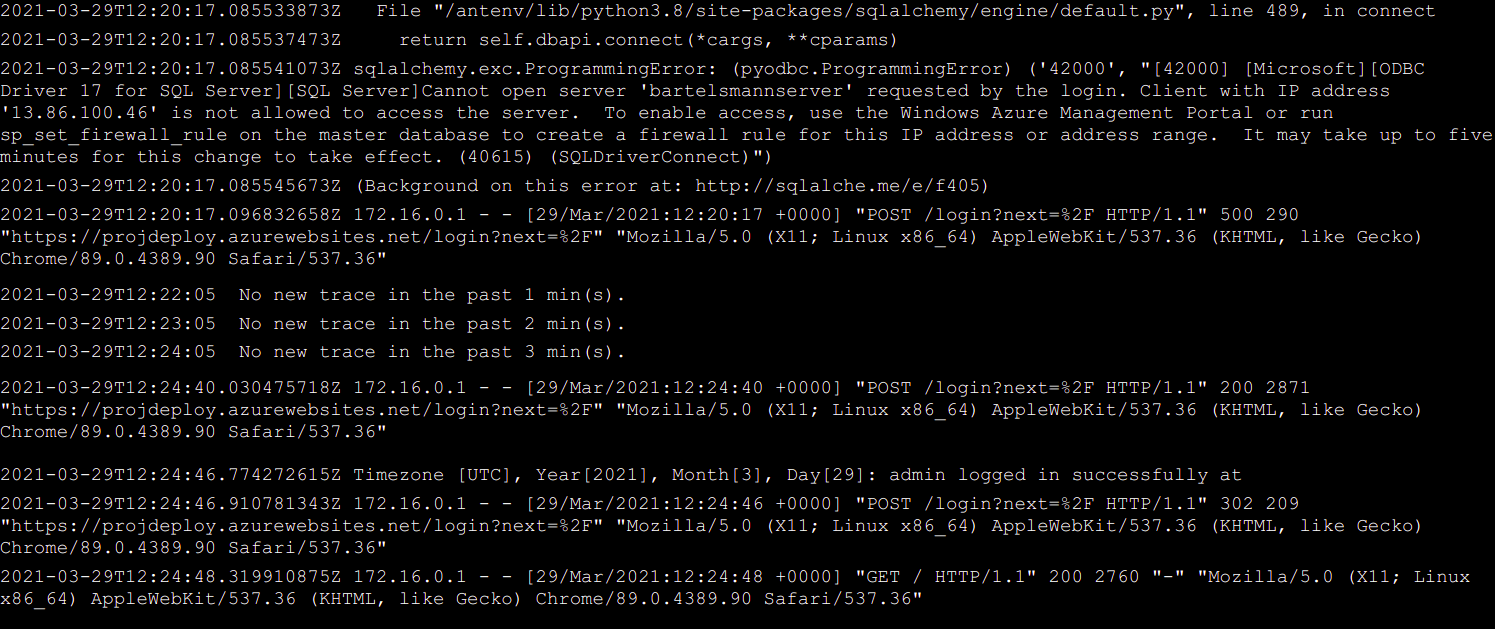 2021-03-29T12:20:17.085533873Z   File "/antenv/lib/python3.8/site-packages/sqlalchemy/engine/default.py", line 489, in connect
2021-03-29T12:20:17.085537473Z     return self.dbapi.connect(*cargs, **cparams)
2021-03-29T12:20:17.085541073Z sqlalchemy.exc.ProgrammingError: (pyodbc.ProgrammingError) ('42000', "[42000] [Microsoft][ODBC
Driver 17 for SQL Server][SQL Server]Cannot open server 'bartelsmannserver' requested by the login. Client with IP address
'13.86.100.46' is not allowed to access the server.  To enable access, use the Windows Azure Management Portal or run
sp_set_firewall_rule on the master database to create a firewall rule for this IP address or address range.  It may take up to five
minutes for this change to take effect. (40615) (SQLDriverConnect)")
2021-03-29T12:20:17.085545673Z (Background on this error at: http://sqlalche.me/e/f405)
2021-03-29T12:20:17.096832658Z 172.16.0.1 - - [29/Mar/2021:12:20:17 +0000] "POST /login?next=%2F HTTP/1.1" 500 290
"https://projdeploy.azurewebsites.net/login?next=%2F" "Mozilla/5.0 (X11; Linux x86_64) AppleWebKit/537.36 (KHTML, like Gecko)
Chrome/89.0.4389.90 Safari/537.36"
2021-03-29T12:22:05  No new trace in the past 1 min(s).
2021-03-29T12:23:05  No new trace in the past 2 min(s).
2021-03-29T12:24:05  No new trace in the past 3 min(s).
2021-03-29T12:24:40.030475718Z 172.16.0.1 - - [29/Mar/2021:12:24:40 +0000] "POST /login?next=%2F HTTP/1.1" 200 2871
"https://projdeploy.azurewebsites.net/login?next=%2F" "Mozilla/5.0 (X11; Linux x86_64) AppleWebKit/537.36 (KHTML, like Gecko)
Chrome/89.0.4389.90 Safari/537.36"
2021-03-29T12:24:46.774272615Z Timezone [UTC], Year[2021], Month[3], Day[29]: admin logged in successfully at
2021-03-29T12:24:46.910781343Z 172.16.0.1 - - [29/Mar/2021:12:24:46 +0000] "POST /login?next=%2F HTTP/1.1" 302 209
"https://projdeploy.azurewebsites.net/login?next=%2F" "Mozilla/5.0 (X11; Linux x86_64) AppleWebKit/537.36 (KHTML, like Gecko)
Chrome/89.0.4389.90 Safari/537.36"
2021-03-29T12:24:48.319910875Z 172.16.0.1 - - [29/Mar/2021:12:24:48 +0000] "GET / HTTP/1.1" 200 2760 "-" "Mozilla/5.0 (X11; Linux
x86_64) AppleWebKit/537.36 (KHTML, like Gecko) Chrome/89.0.4389.90 Safari/537.36"